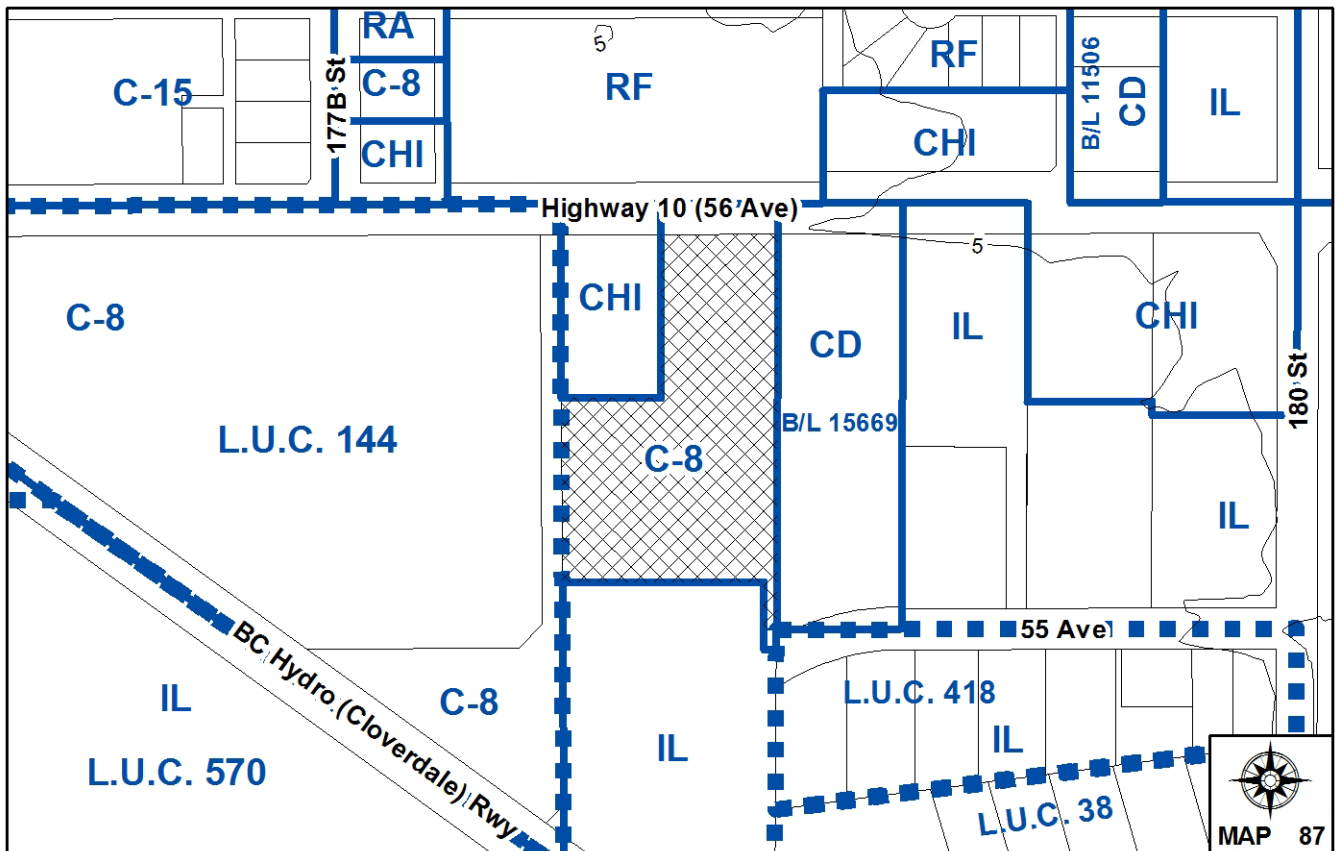 RA
5
RF
RF
C-15
177B St
C-8
B/L 11506
CD
IL
CHI
CHI
Highway 10 (56 Ave)
5
C-8
CHI
CD
IL
CHI
L.U.C. 144
C-8
B/L 15669
180 St
IL
BC Hydro (Cloverdale) Rwy
55 Ave
IL
C-8
L.U.C. 418
IL
IL
L.U.C. 570
L.U.C. 38
MAP 87